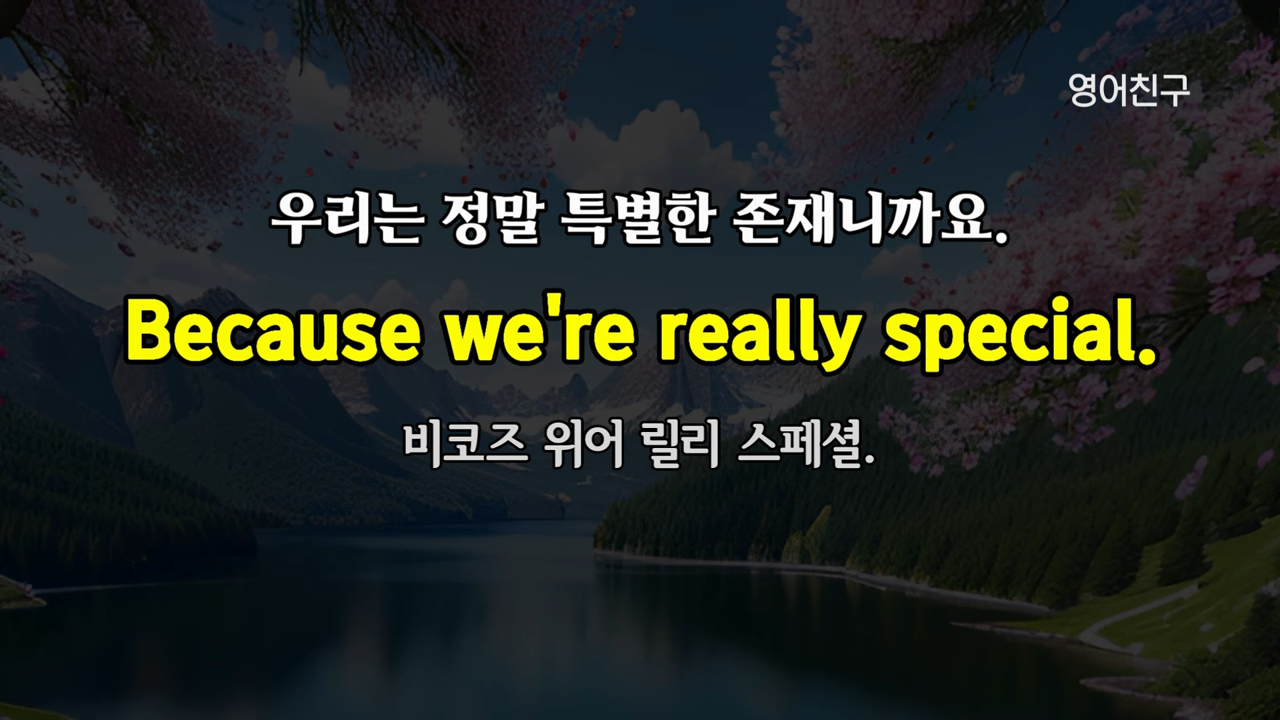 영어친구
우리는 정말 특별한 존재니까요.
Because we're really special.
비코즈 위어 릴리 스페셜.